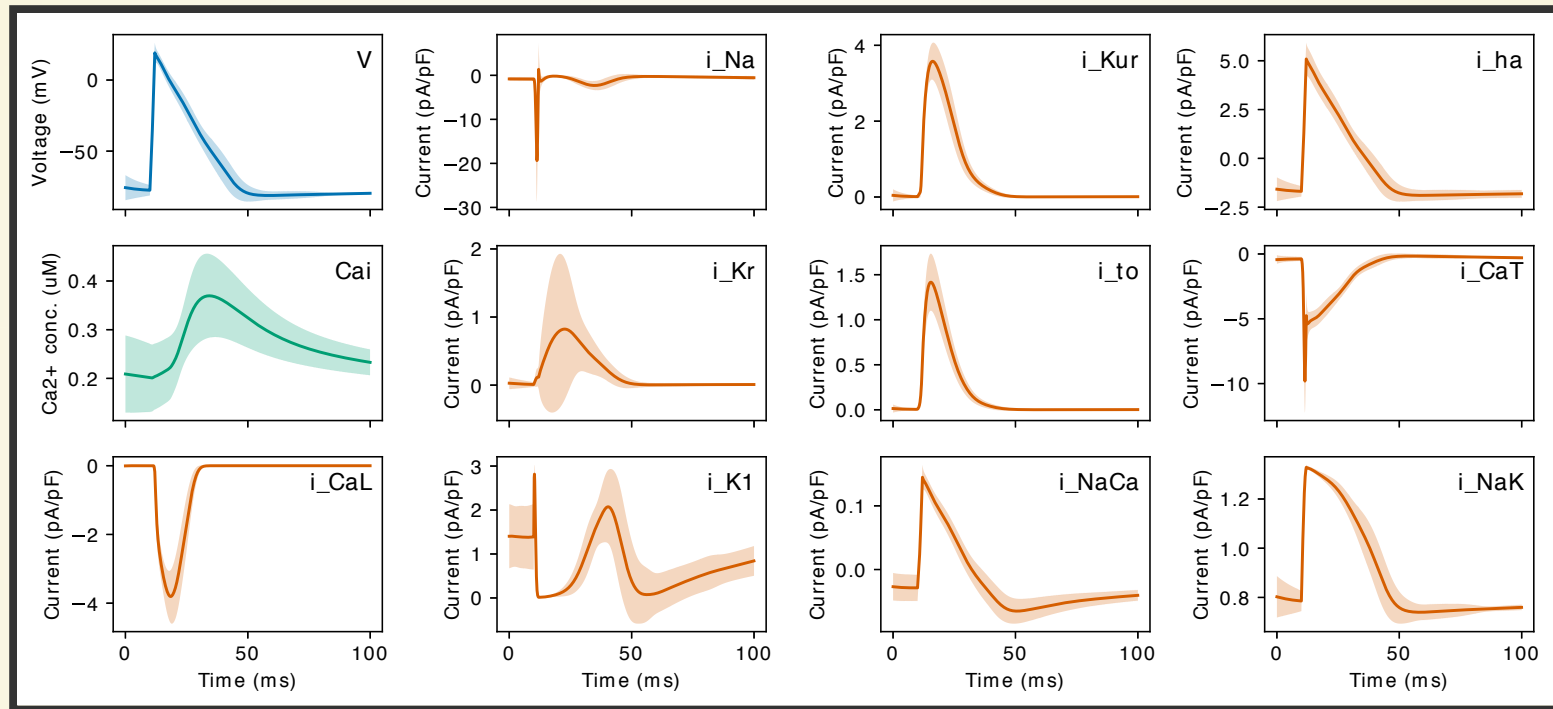 Voltage (mV)
0
−50
V
Current (pA/pF)
0
−10
−20
−30
i_Na
Current (pA/pF)
4
2
0
i_Kur
Current (pA/pF)
5.0
2.5
0.0
−2.5
i_ha
Ca2+ conc. (uM)
0.4
0.3
0.2
Cai
Current (pA/pF)
2
1
0
i_Kr
Current (pA/pF)
1.5
1.0
0.5
0.0
i_to
Current (pA/pF)
0
−5
−10
i_CaT
Current (pA/pF)
0
−2
−4
i_CaL
0
50
100
Time (ms)
Current (pA/pF)
3
2
1
0
i_K1
0
50
100
Time (ms)
Current (pA/pF)
0.1
0.0
i_NaCa
0
50
100
Time (ms)
Current (pA/pF)
1.2
1.0
0.8
i_NaK
0
50
100
Time (ms)